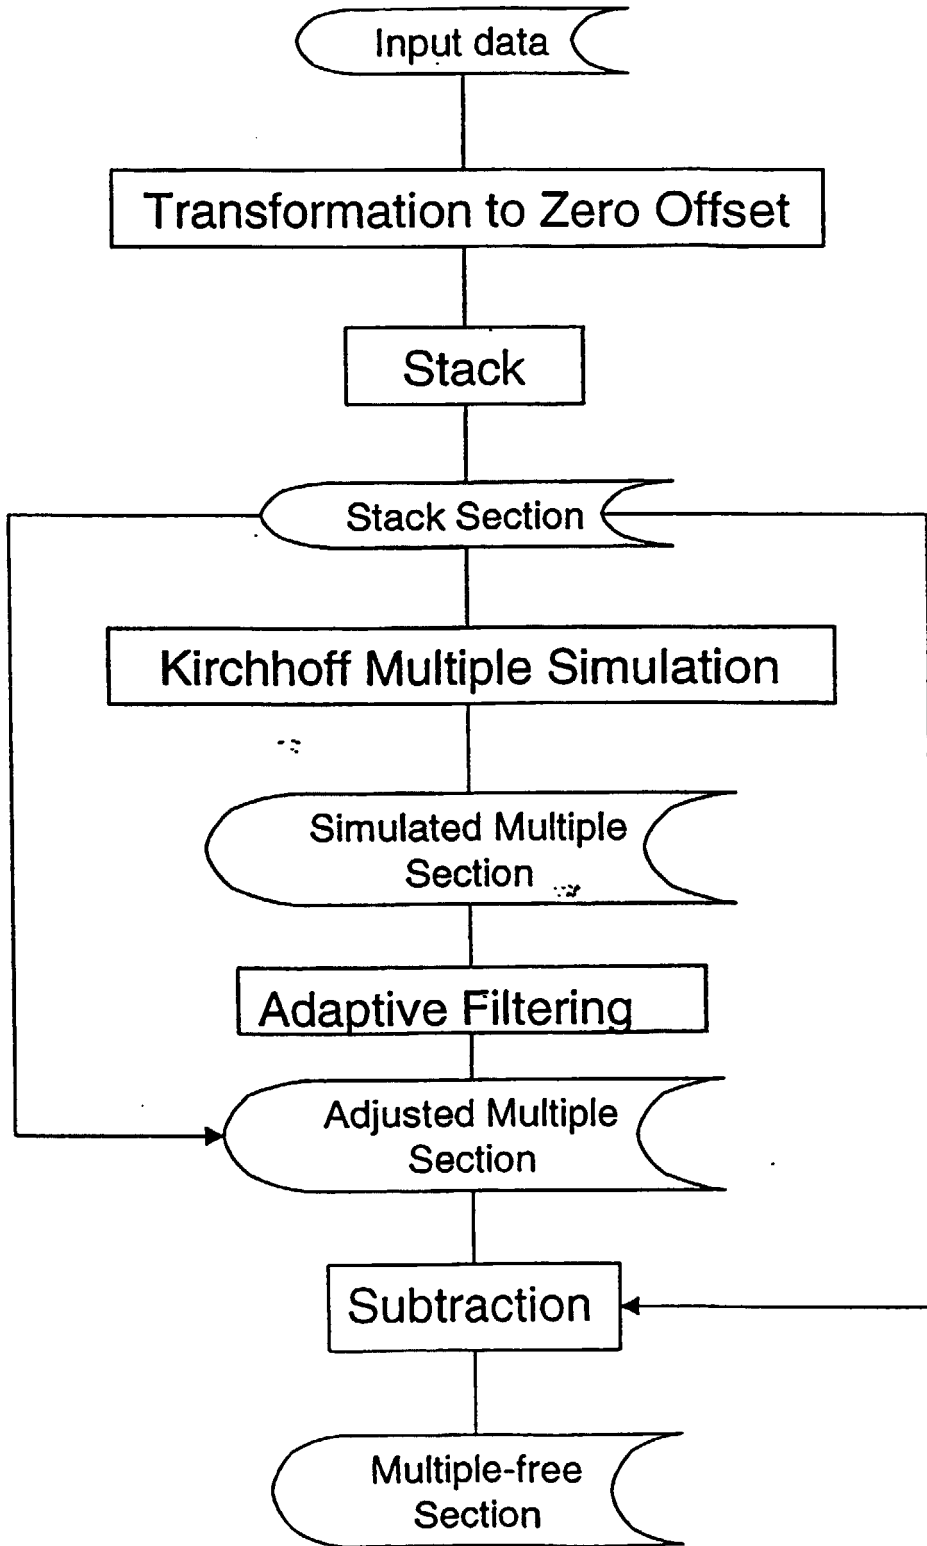 Input data
Transformation to Zero Offset
Stack
Stack Section
Kirchhoff Multiple Simulation
Simulated Multiple
Section
Adaptive Filtering
Adjusted Multiple
Section
Subtraction
Multiple-free
Section